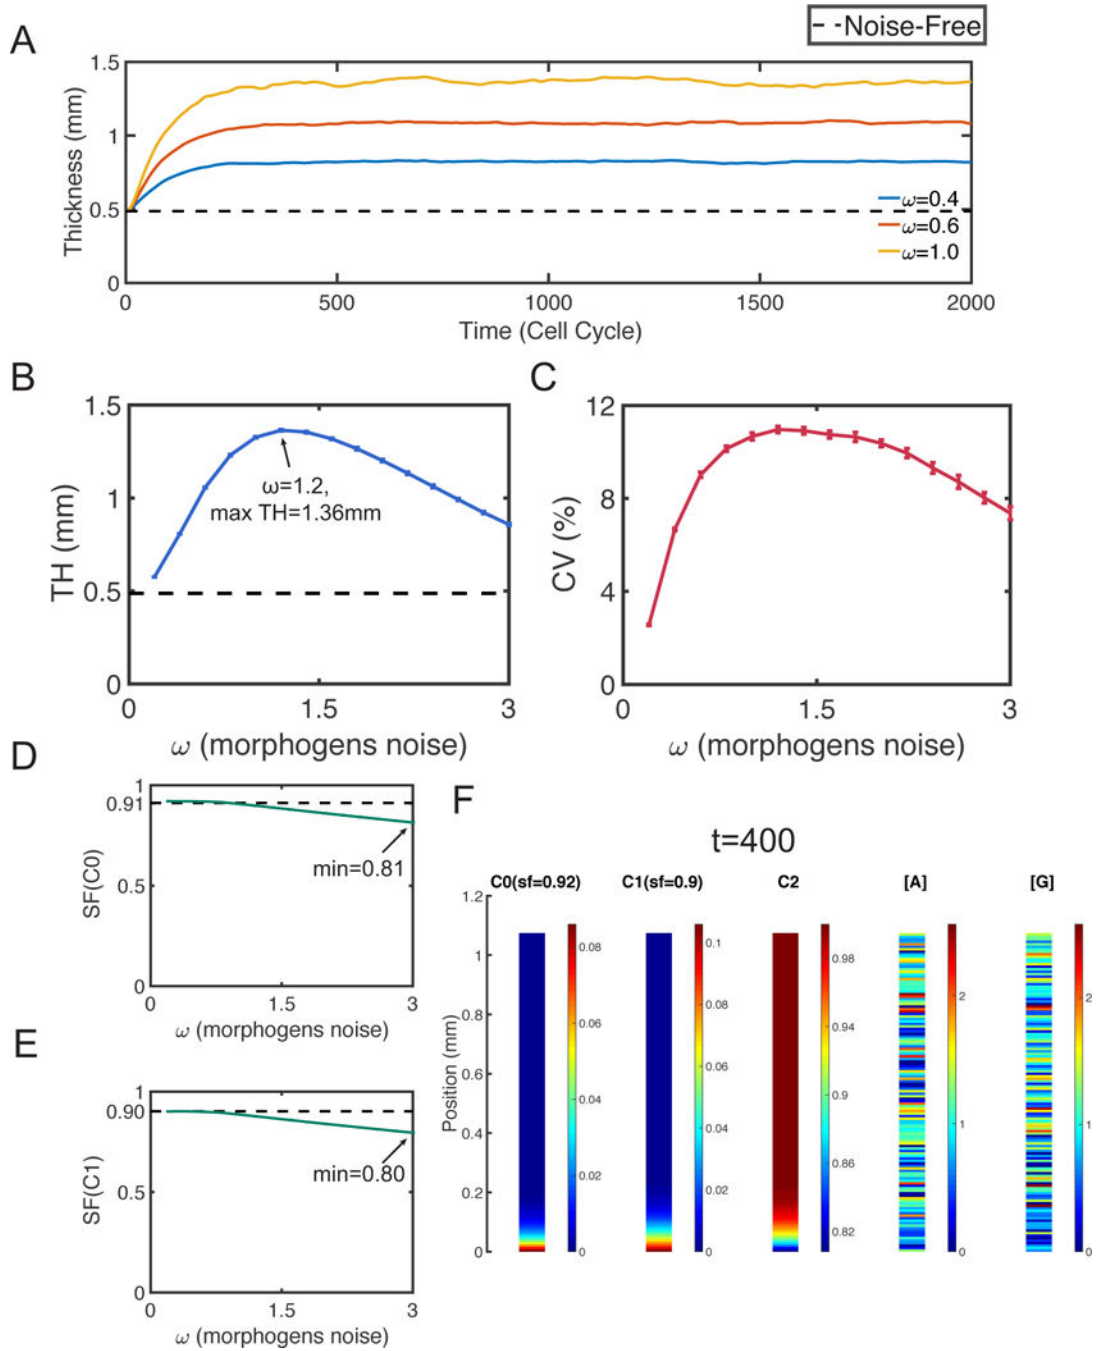 Noise-Free
A
1.5
1
0.5
0
Thickness (mm)
ω=0.4
ω=0.6
ω=1.0
0
500
1000
1500
2000
Time (Cell Cycle)
B
1.5
1
0.5
0
TH (mm)
ω=1.2,
max TH=1.36mm
0
1.5
3
ω (morphogens noise)
C
12
8
4
0
CV (%)
0
1.5
3
ω (morphogens noise)
D
1
0.91
0.5
0
SF(C0)
min=0.81
0
1.5
3
ω (morphogens noise)
E
1
0.90
0.5
0
SF(C1)
min=0.80
0
1.5
3
ω (morphogens noise)
F
t=400
C0(sf=0.92)
C1(sf=0.9)
C2
[A]
[G]
1.2
1
0.8
0.6
0.4
0.2
0
Position (mm)
0.08
0.06
0.04
0.02
0
0.1
0.08
0.06
0.04
0.02
0
0.98
0.94
0.9
0.86
0.82
2
1
0
2
1
0